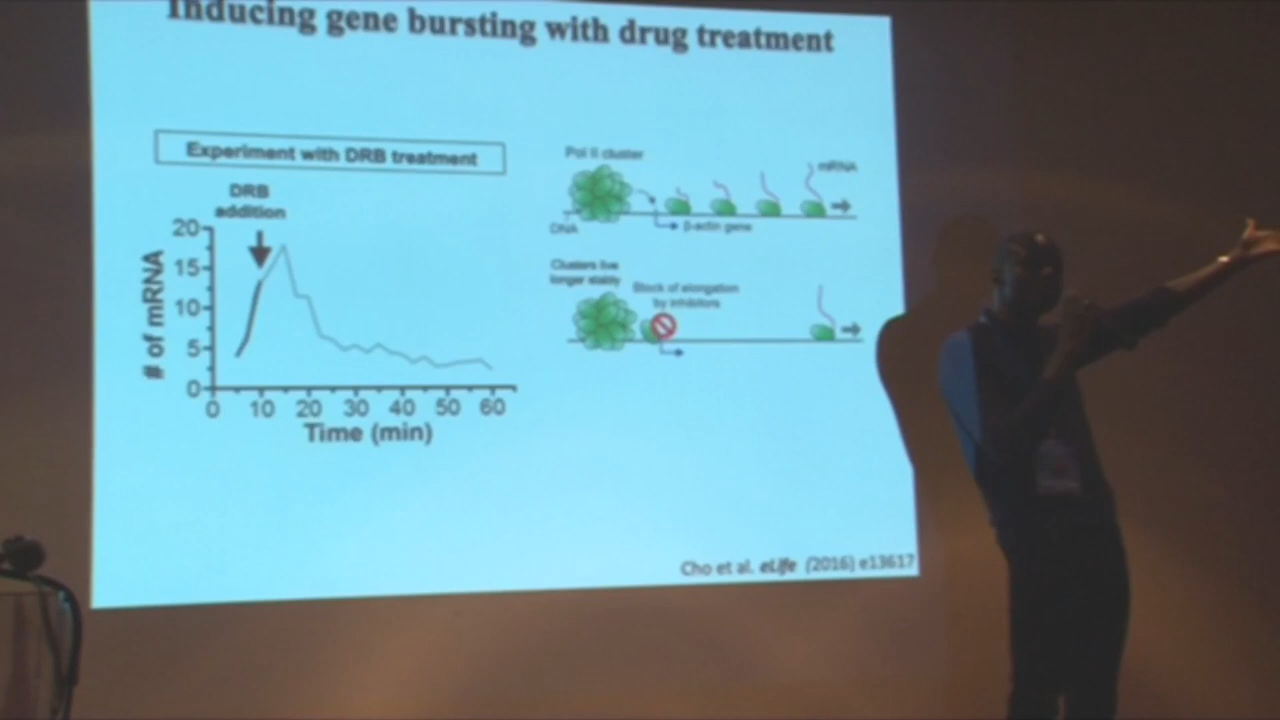 Inducing gene bursting with drug treatment
Experiment with DRB treatment
DRB
addition
# of mRNA
20
15
10
5
0
0 10 20 30 40 50 60
Time (min)
Pol II cluster
mRNA
DNA
β-actin gene
Clusters live
longer stably
Block of elongation
by inhibitors
Cho et al. eLife (2016) e13617